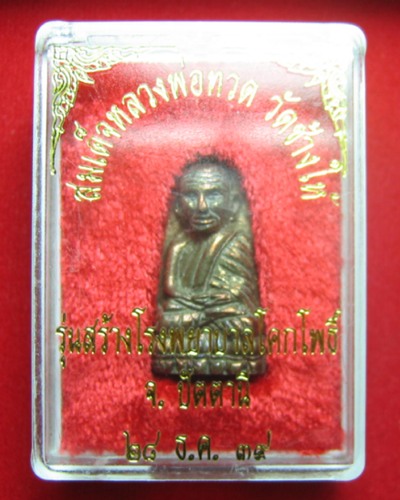 สมเด็จหลวงพ่อทวด วัดช้างให้
รุ่นสร้างโรงพยาบาลโคกโพธิ์
จ. ปัตตานี
๒๘ ธ.ค. ๓๙